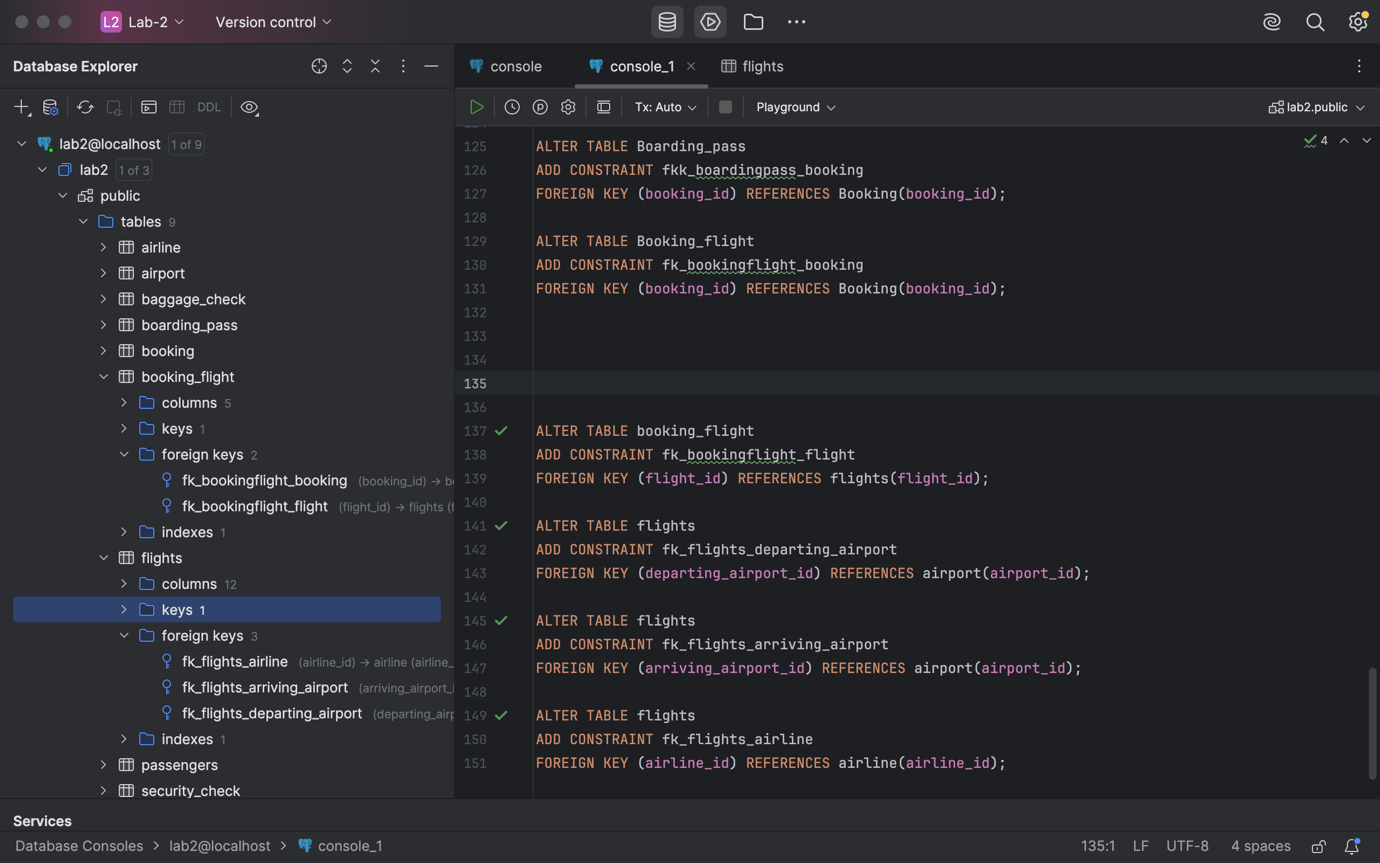 L2 Lab-2 Version control
Database Explorer
console console_1 flights
DDL
Tx: Auto Playground lab2.public
lab2@localhost 1 of 9
lab2 1 of 3
public
tables 9
airline
airport
baggage_check
boarding_pass
booking
booking_flight
columns 5
keys 1
foreign keys 2
fk_bookingflight_booking (booking_id) → bo
fk_bookingflight_flight (flight_id) → flights (f
indexes 1
flights
columns 12
keys 1
foreign keys 3
fk_flights_airline (airline_id) → airline (airline_
fk_flights_arriving_airport (arriving_airport_i
fk_flights_departing_airport (departing_airp
indexes 1
passengers
security_check
4
125 ALTER TABLE Boarding_pass
126 ADD CONSTRAINT fkk_boardingpass_booking
127 FOREIGN KEY (booking_id) REFERENCES Booking(booking_id);
128
129 ALTER TABLE Booking_flight
130 ADD CONSTRAINT fk_bookingflight_booking
131 FOREIGN KEY (booking_id) REFERENCES Booking(booking_id);
132
133
134
135
136
137 ALTER TABLE booking_flight
138 ADD CONSTRAINT fk_bookingflight_flight
139 FOREIGN KEY (flight_id) REFERENCES flights(flight_id);
140
141 ALTER TABLE flights
142 ADD CONSTRAINT fk_flights_departing_airport
143 FOREIGN KEY (departing_airport_id) REFERENCES airport(airport_id);
144
145 ALTER TABLE flights
146 ADD CONSTRAINT fk_flights_arriving_airport
147 FOREIGN KEY (arriving_airport_id) REFERENCES airport(airport_id);
148
149 ALTER TABLE flights
150 ADD CONSTRAINT fk_flights_airline
151 FOREIGN KEY (airline_id) REFERENCES airline(airline_id);
Services
Database Consoles > lab2@localhost > console_1 135:1 LF UTF-8 4 spaces